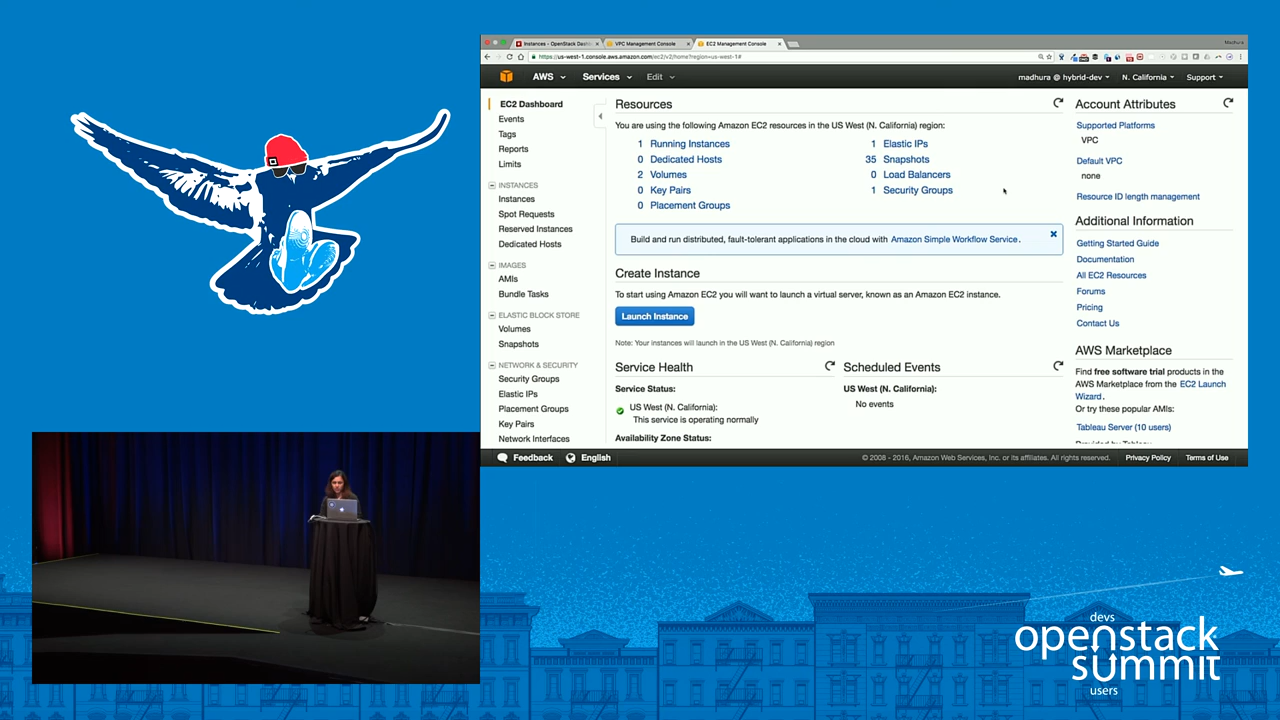 Instances - OpenStack Dash
VPC Management Console
EC2 Management Console
Madhura
https://us-west-1.console.aws.amazon.com/ec2/v2/home?region=us-west-1#
AWS
Services
Edit
madhura @ hybrid-dev
N. California
Support
EC2 Dashboard
Events
Tags
Reports
Limits
INSTANCES
Instances
Spot Requests
Reserved Instances
Dedicated Hosts
IMAGES
AMIs
Bundle Tasks
ELASTIC BLOCK STORE
Volumes
Snapshots
NETWORK & SECURITY
Security Groups
Elastic IPs
Placement Groups
Key Pairs
Network Interfaces
Resources
You are using the following Amazon EC2 resources in the US West (N. California) region:
1 Running Instances
0 Dedicated Hosts
2 Volumes
0 Key Pairs
0 Placement Groups
1 Elastic IPs
35 Snapshots
0 Load Balancers
1 Security Groups
Build and run distributed, fault-tolerant applications in the cloud with Amazon Simple Workflow Service.
Create Instance
To start using Amazon EC2 you will want to launch a virtual server, known as an Amazon EC2 instance.
Launch Instance
Note: Your instances will launch in the US West (N. California) region
Service Health
Service Status:
US West (N. California):
This service is operating normally
Availability Zone Status:
Scheduled Events
US West (N. California):
No events
Account Attributes
Supported Platforms
VPC
Default VPC
none
Resource ID length management
Additional Information
Getting Started Guide
Documentation
All EC2 Resources
Forums
Pricing
Contact Us
AWS Marketplace
Find free software trial products in the
AWS Marketplace from the EC2 Launch
Wizard.
Or try these popular AMIs:
Tableau Server (10 users)
Provided by Tableau
Feedback
English
© 2008 - 2016, Amazon Web Services, Inc. or its affiliates. All rights reserved.
Privacy Policy
Terms of Use
devs
openstack
summit
users